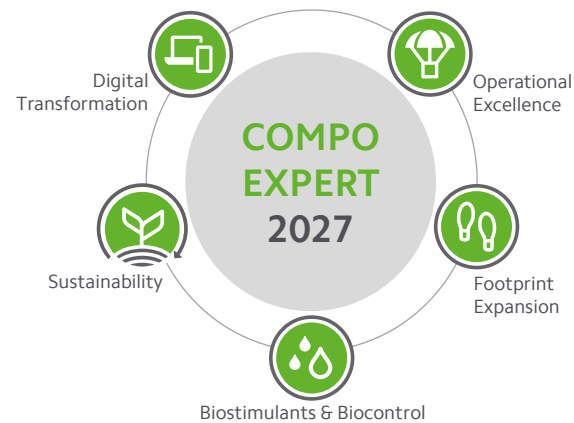 Digital
Transformation
Operational
Excellence
COMPO
EXPERT
2027
Sustainability
Footprint
Expansion
Biostimulants & Biocontrol